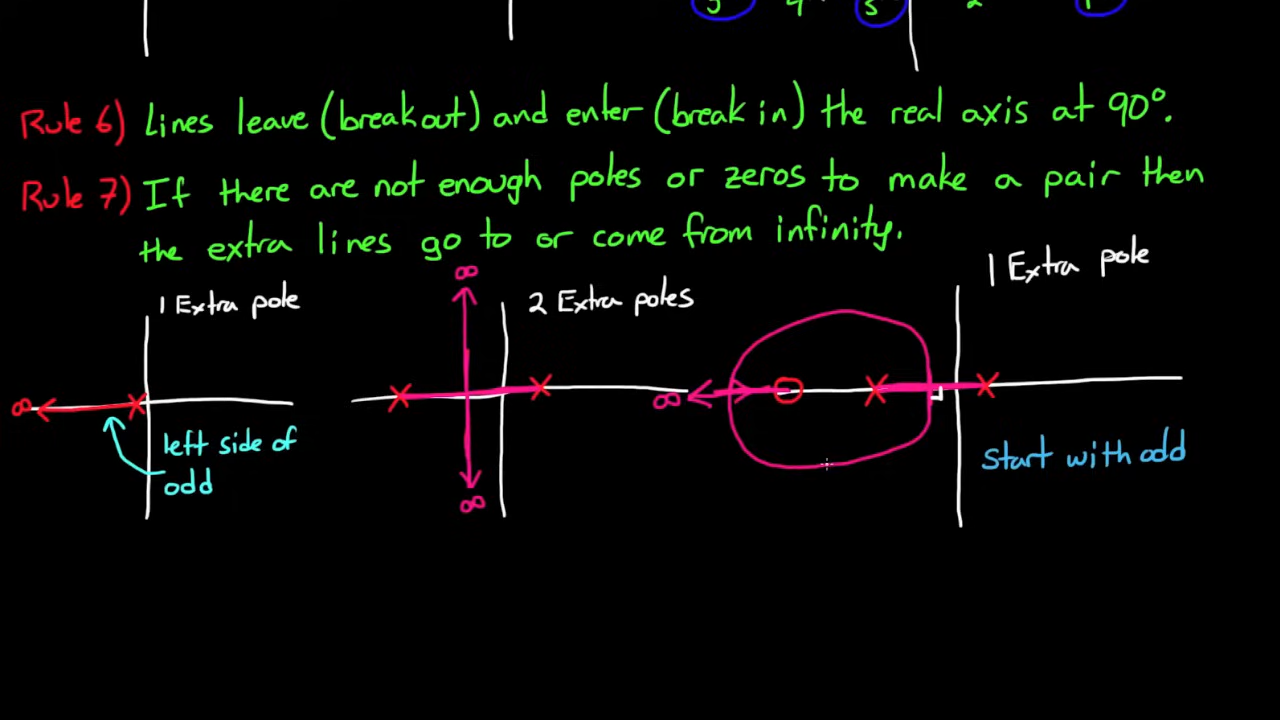 Rule 6) Lines leave (breakout) and enter (break in) the real axis at 90°.
Rule 7) If there are not enough poles or zeros to make a pair then
the extra lines go to or come from infinity.
1 Extra pole
∞
left side of
odd
∞
2 Extra poles
∞
1 Extra pole
∞
start with odd